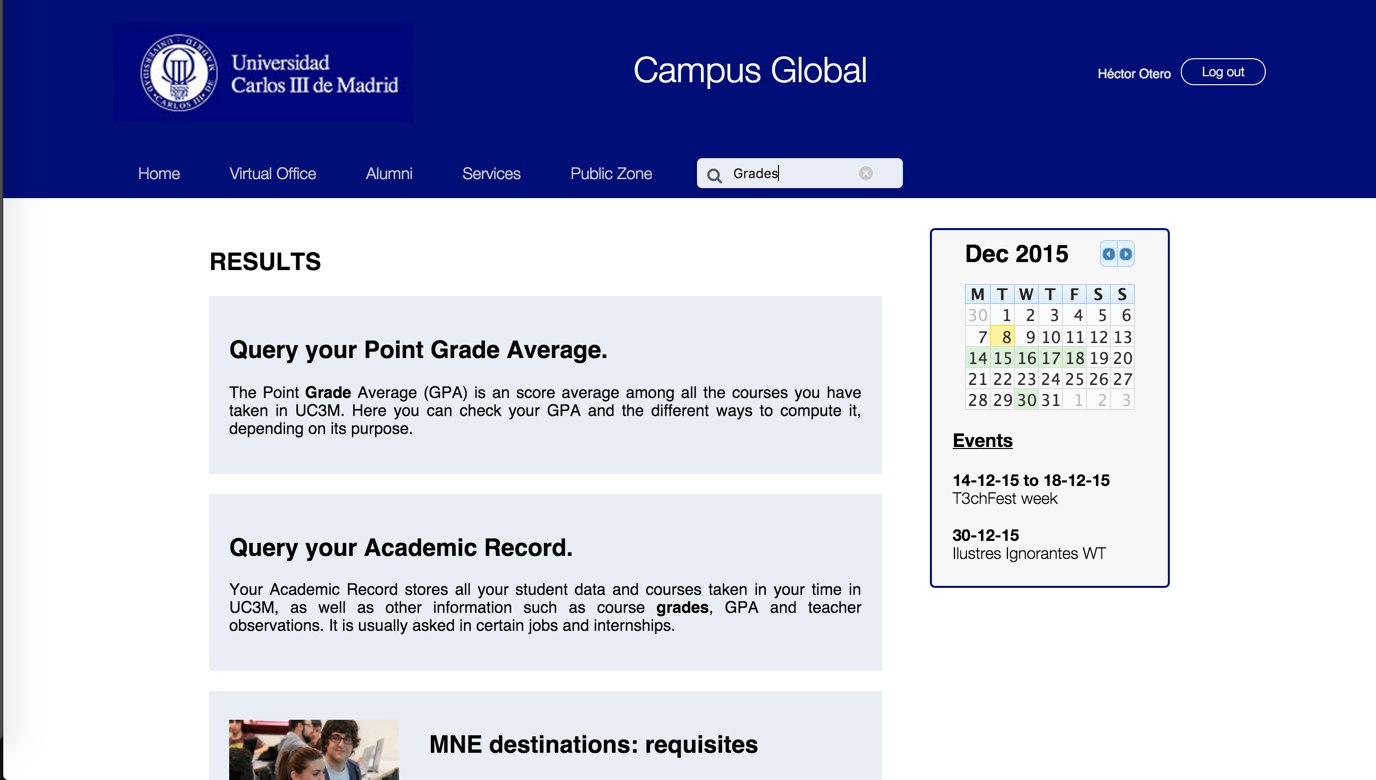 Universidad
Carlos III de Madrid
Campus Global
Héctor Otero
Log out
Home
Virtual Office
Alumni
Services
Public Zone
Grades
RESULTS
Query your Point Grade Average.
The Point Grade Average (GPA) is an score average among all the courses you have
taken in UC3M. Here you can check your GPA and the different ways to compute it,
depending on its purpose.
Query your Academic Record.
Your Academic Record stores all your student data and courses taken in your time in
UC3M, as well as other information such as course grades, GPA and teacher
observations. It is usually asked in certain jobs and internships.
MNE destinations: requisites
Dec 2015
M T W T F S S
30 1 2 3 4 5 6
7 8 9 10 11 12 13
14 15 16 17 18 19 20
21 22 23 24 25 26 27
28 29 30 31 1 2 3
Events
14-12-15 to 18-12-15
T3chFest week
30-12-15
Ilustres Ignorantes WT